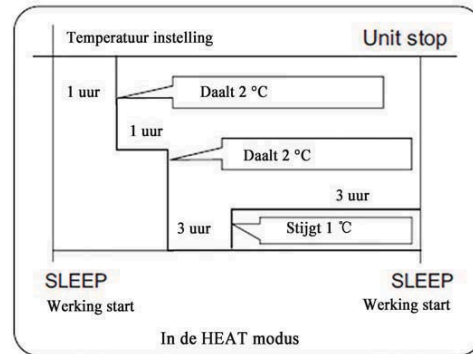 Temperatuur instelling
Unit stop
1 uur
Daalt 2 °C
1 uur
Daalt 2 °C
3 uur
3 uur
Stijgt 1 ℃
SLEEP
SLEEP
Werking start
Werking start
In de HEAT modus